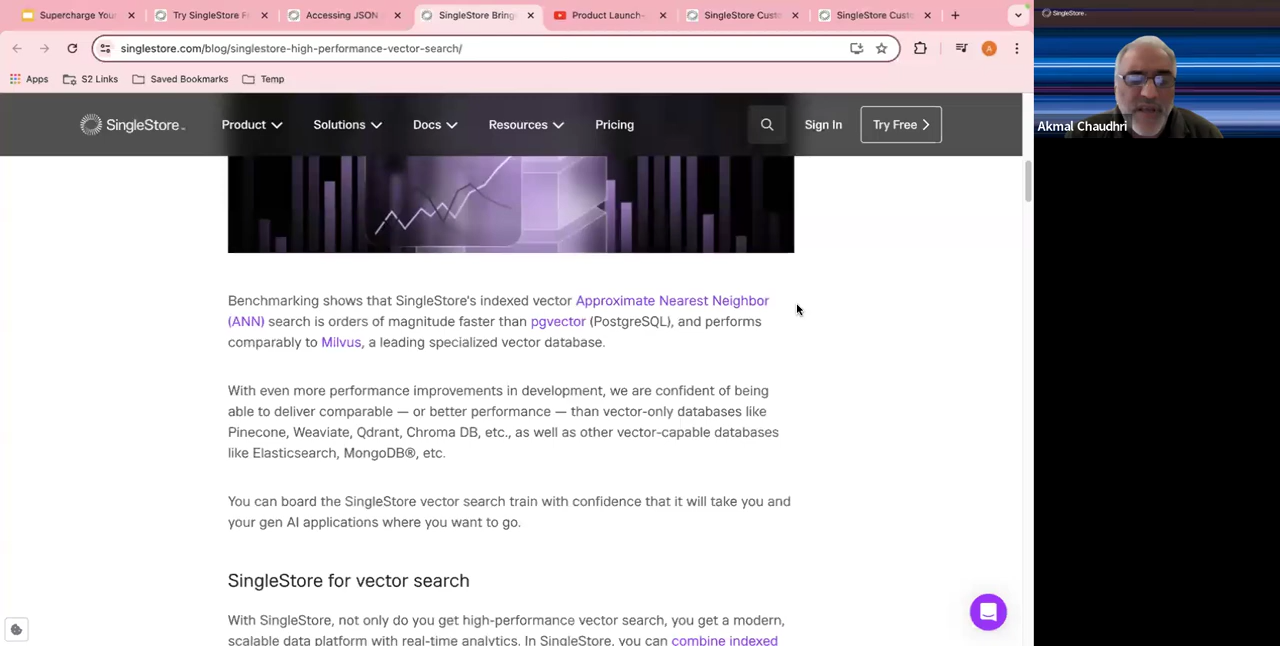 Supercharge You
Try SingleStore F
Accessing JSON
SingleStore Bring
Product Launch-
SingleStore Custo
SingleStore Custo
singlestore.com/blog/singlestore-high-performance-vector-search/
A
Apps
S2 Links
Saved Bookmarks
Temp
SingleStore
Product
Solutions
Docs
Resources
Pricing
Sign In
Try Free
Benchmarking shows that SingleStore's indexed vector Approximate Nearest Neighbor
(ANN) search is orders of magnitude faster than pgvector (PostgreSQL), and performs
comparably to Milvus, a leading specialized vector database.
With even more performance improvements in development, we are confident of being
able to deliver comparable — or better performance — than vector-only databases like
Pinecone, Weaviate, Qdrant, Chroma DB, etc., as well as other vector-capable databases
like Elasticsearch, MongoDB®, etc.
You can board the SingleStore vector search train with confidence that it will take you and
your gen AI applications where you want to go.
SingleStore for vector search
With SingleStore, not only do you get high-performance vector search, you get a modern,
scalable data platform with real-time analytics. In SingleStore, you can combine indexed
SingleStore
Akmal Chaudhri